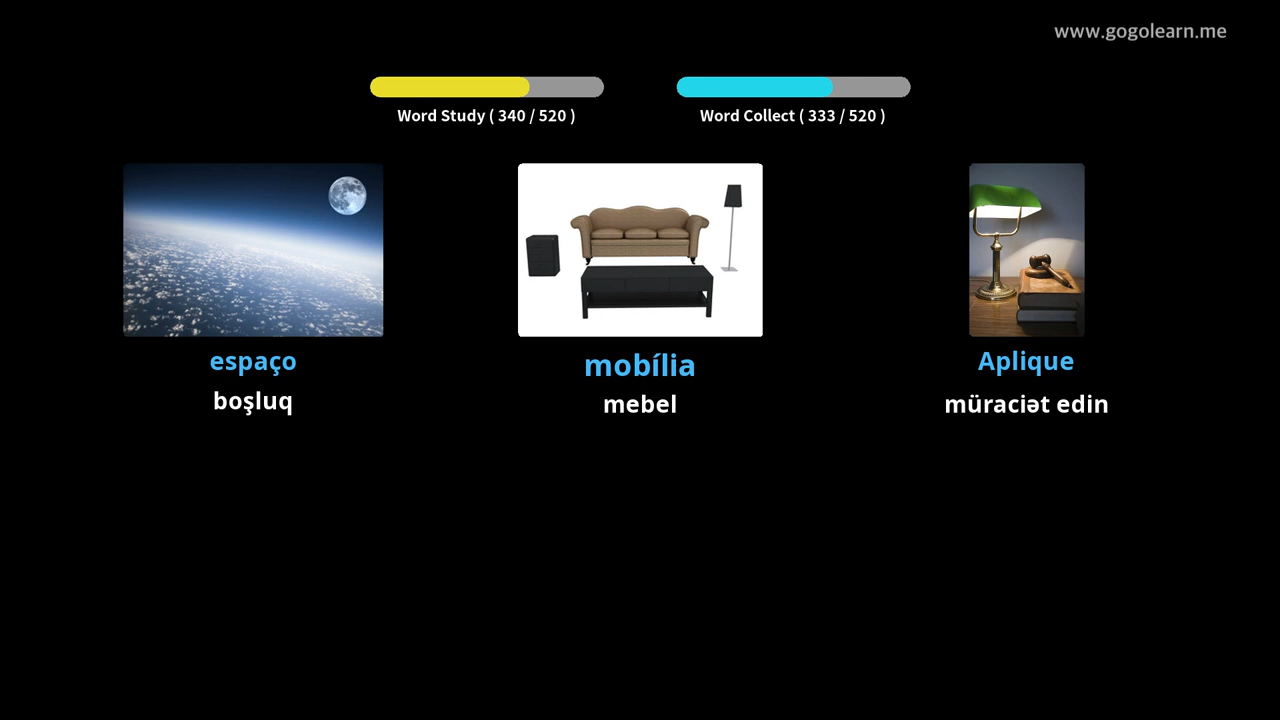 www.gogolearn.me
Word Study ( 340 / 520 )
Word Collect ( 333 / 520 )
espaço
mobília
Aplique
boşluq
mebel
müraciət edin